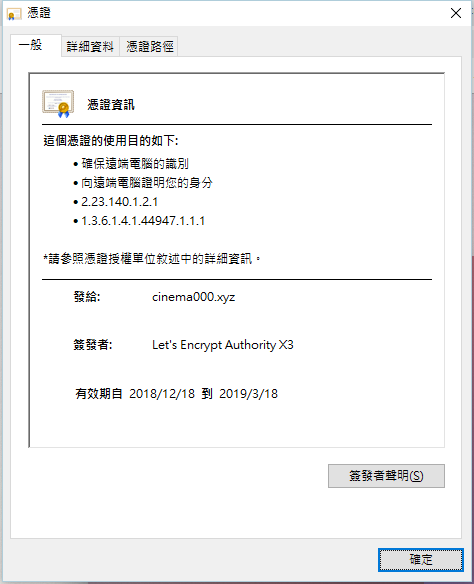 憑證
一般
詳細資料
憑證路徑
憑證資訊
這個憑證的使用目的如下:
• 確保遠端電腦的識別
• 向遠端電腦證明您的身分
• 2.23.140.1.2.1
• 1.3.6.1.4.1.44947.1.1.1
*請參照憑證授權單位敘述中的詳細資訊。
發給: cinema000.xyz
簽發者: Let's Encrypt Authority X3
有效期自 2018/12/18 到 2019/3/18
簽發者聲明(S)
確定